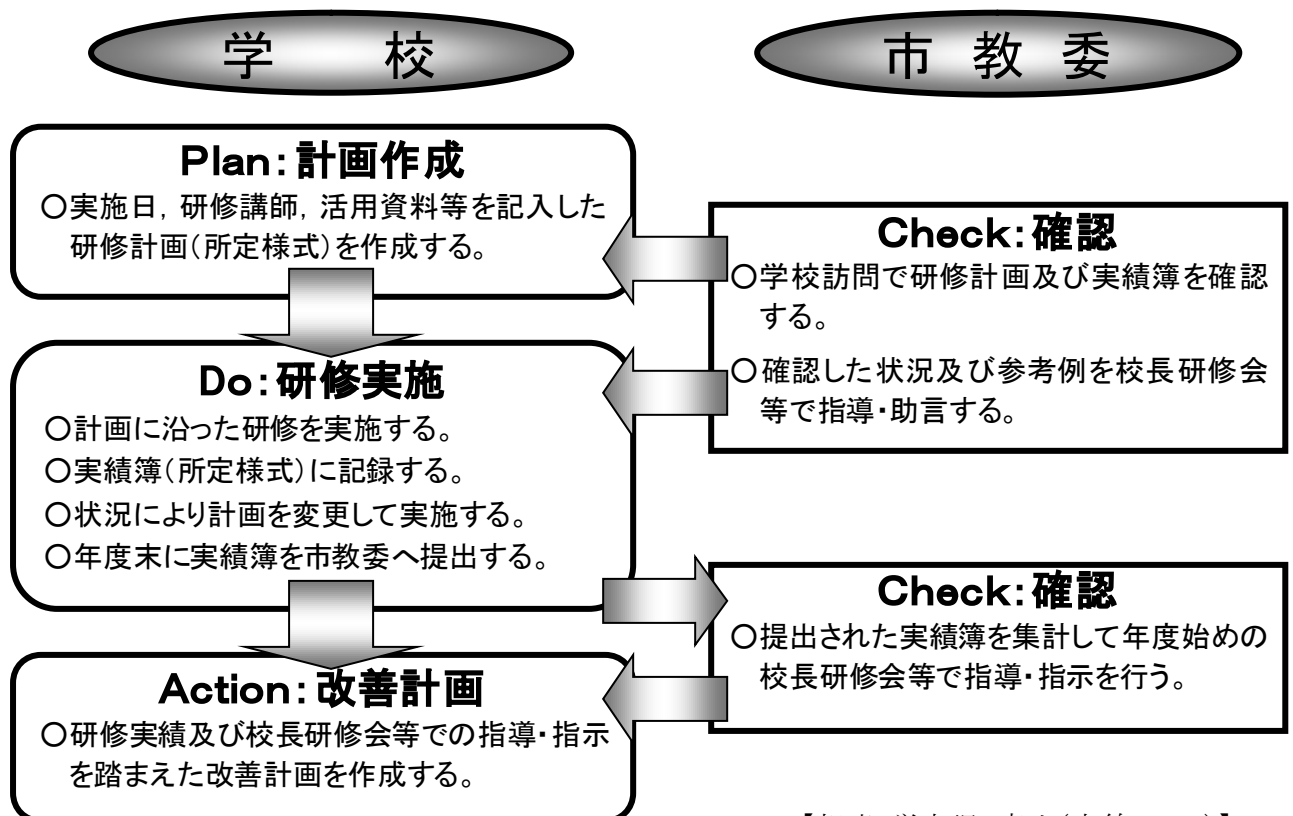 学 校
市 教 委
Plan:計画作成
○実施日,研修講師,活用資料等を記入した
研修計画(所定様式)を作成する。
Do:研修実施
○計画に沿った研修を実施する。
○実績簿(所定様式)に記録する。
○状況により計画を変更して実施する。
○年度末に実績簿を市教委へ提出する。
Action:改善計画
○研修実績及び校長研修会等での指導・指示
を踏まえた改善計画を作成する。
Check:確認
○学校訪問で研修計画及び実績簿を確認
する。
○確認した状況及び参考例を校長研修会
等で指導・助言する。
Check:確認
○提出された実績簿を集計して年度始めの
校長研修会等で指導・指示を行う。